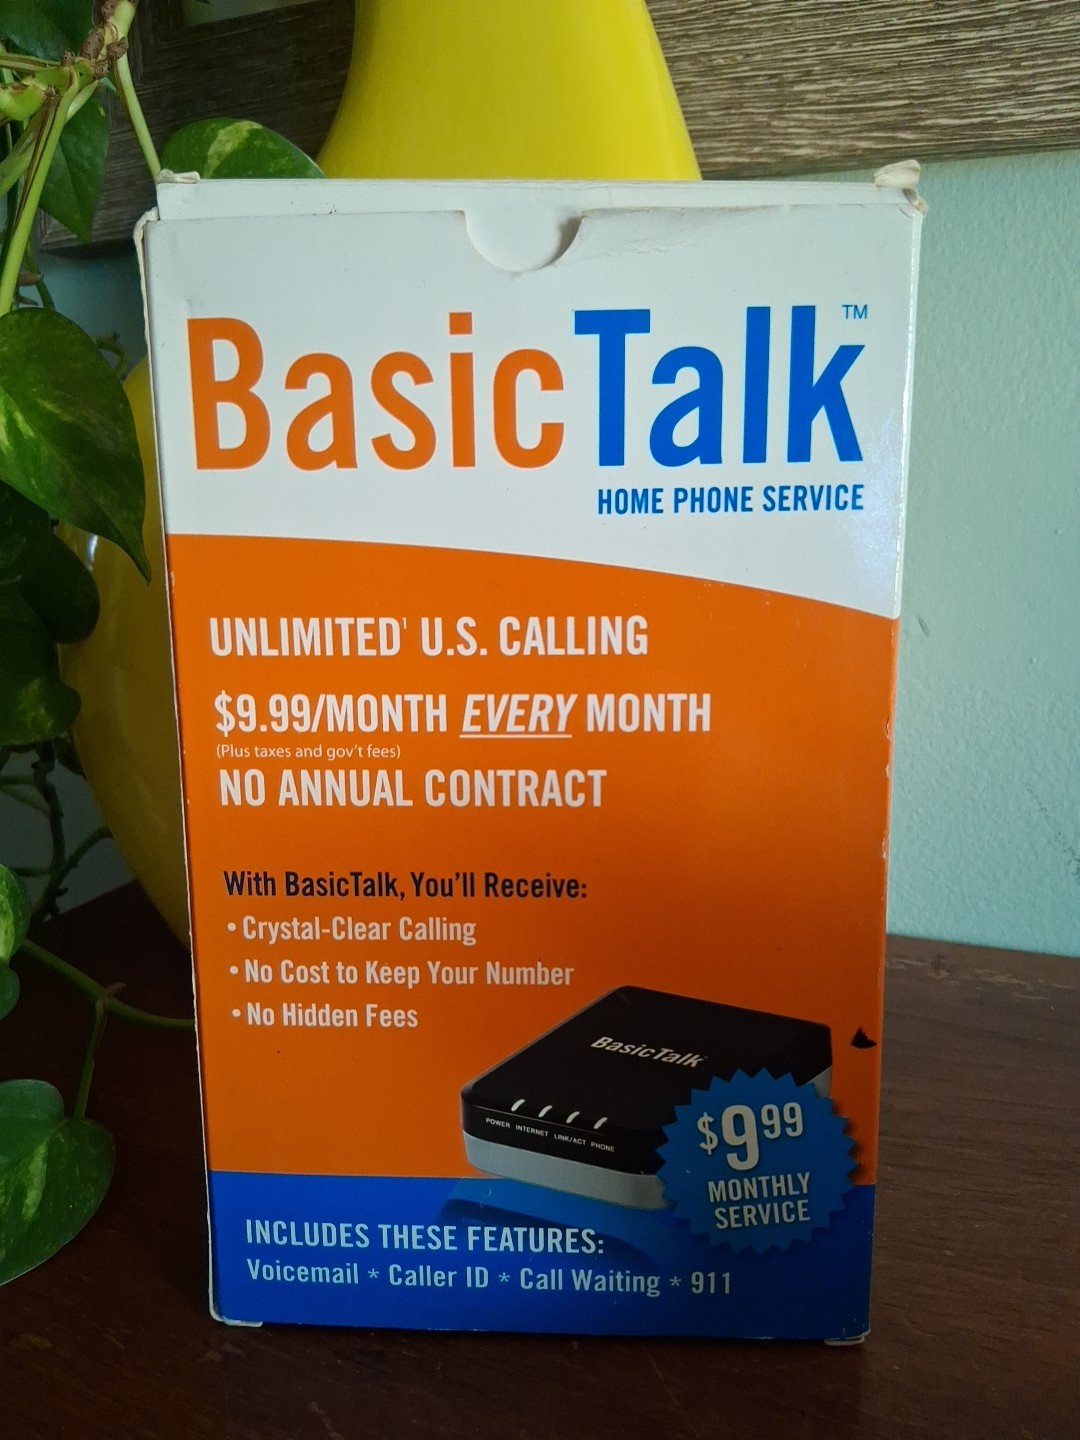 BasicTalk™
HOME PHONE SERVICE
UNLIMITED¹ U.S. CALLING
$9.99/MONTH EVERY MONTH
(Plus taxes and gov't fees)
NO ANNUAL CONTRACT
With BasicTalk, You'll Receive:
• Crystal-Clear Calling
• No Cost to Keep Your Number
• No Hidden Fees
BasicTalk
POWER INTERNET LINK/ACT PHONE
$9.99
MONTHLY
SERVICE
INCLUDES THESE FEATURES:
Voicemail * Caller ID * Call Waiting * 911